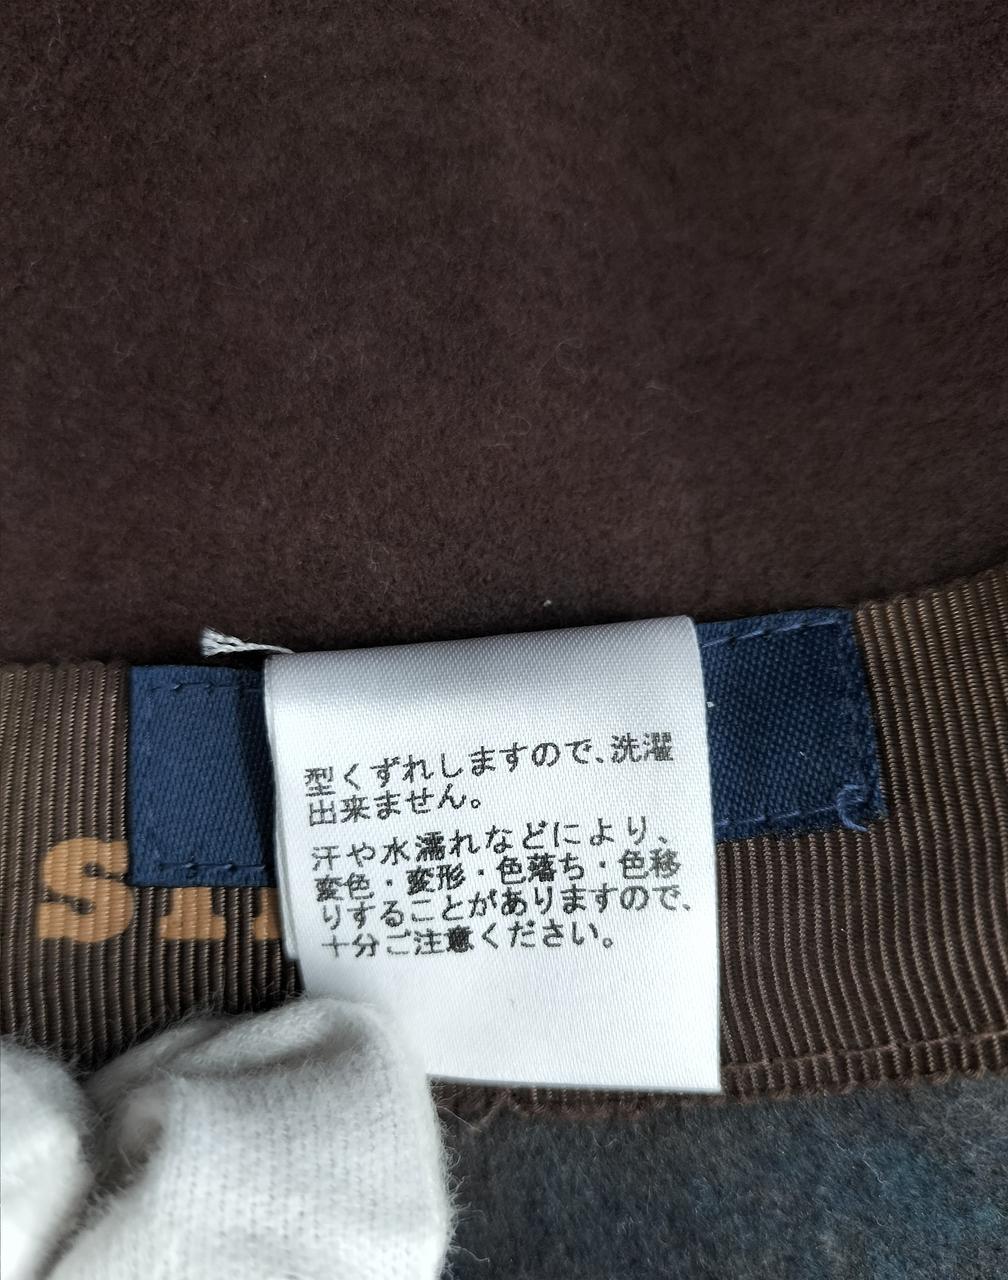 型くずれしますので、洗濯
出来ません。
汗や水濡れなどにより、
変色・変形・色落ち・色移
りすることがありますので、
十分ご注意ください。